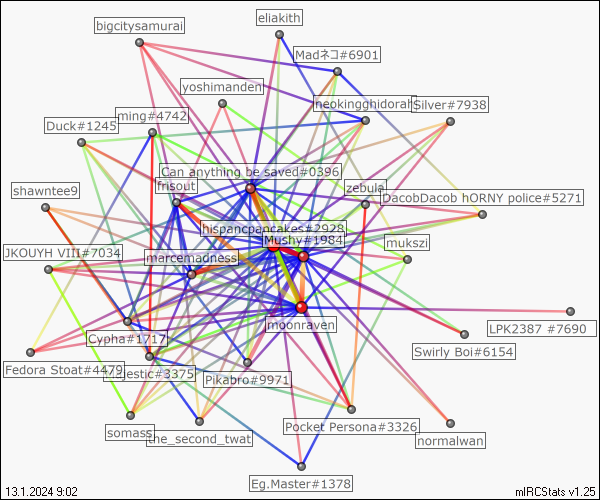 eliakith
bigcitysamurai
Madネコ#6901
yoshimanden
neokingghidorah
Silver#7938
ming#4742
Duck#1245
Can anything be saved#0396
frisout
zebula
DacobDacob hORNY police#5271
shawntee9
hispancpancakes#2928
Mushy#1984
mukszi
JKOUYH VIII#7034
marcemadness
moonraven
LPK2387 #7690
Cypha#1717
Swirly Boi#6154
Fedora Stoat#4479
Majestic#3375
Pikabro#9971
Pocket Persona#3326
somass
the_second_twat
normalwan
Eg.Master#1378
13.1.2024 9:02
mIRCStats v1.25